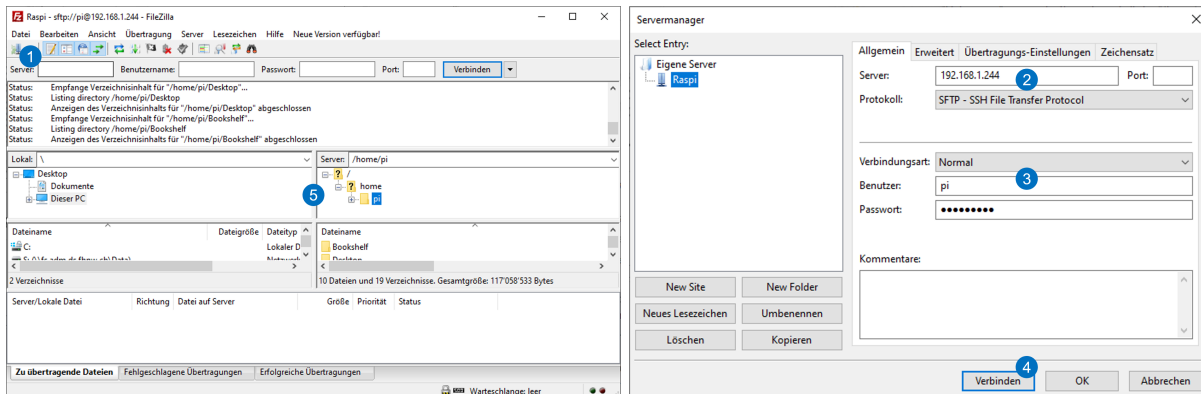 Raspi - sftp://pi@192.168.1.244 - FileZilla
Datei Bearbeiten Ansicht Übertragung Server Lesezeichen Hilfe Neue Version verfügbar!
1
Server: Benutzername: Passwort: Port: Verbinden
Status: Empfange Verzeichnisinhalt für "/home/pi/Desktop"...
Status: Listing directory /home/pi/Desktop
Status: Anzeigen des Verzeichnisinhalts für "/home/pi/Desktop" abgeschlossen
Status: Empfange Verzeichnisinhalt für "/home/pi/Bookshelf"...
Status: Listing directory /home/pi/Bookshelf
Status: Anzeigen des Verzeichnisinhalts für "/home/pi/Bookshelf" abgeschlossen
Lokal: \
Desktop
Dokumente
Dieser PC
5
Server: /home/pi
/
home
pi
Dateiname Dateigröße Dateityp
C: Lokaler D
2 Verzeichnisse
Dateiname
Bookshelf
Desktop
10 Dateien und 19 Verzeichnisse. Gesamtgröße: 117'058'533 Bytes
Server/Lokale Datei Richtung Datei auf Server Größe Priorität Status
Zu übertragende Dateien Fehlgeschlagene Übertragungen Erfolgreiche Übertragungen
Warteschlange: leer
Servermanager
Select Entry:
Eigene Server
Raspi
New Site New Folder
Neues Lesezeichen Umbenennen
Löschen Kopieren
Allgemein Erweitert Übertragungs-Einstellungen Zeichensatz
Server: 192.168.1.244 2 Port:
Protokoll: SFTP - SSH File Transfer Protocol
Verbindungsart: Normal
3
Benutzer: pi
Passwort: •••••••••
Kommentare:
4
Verbinden OK Abbrechen